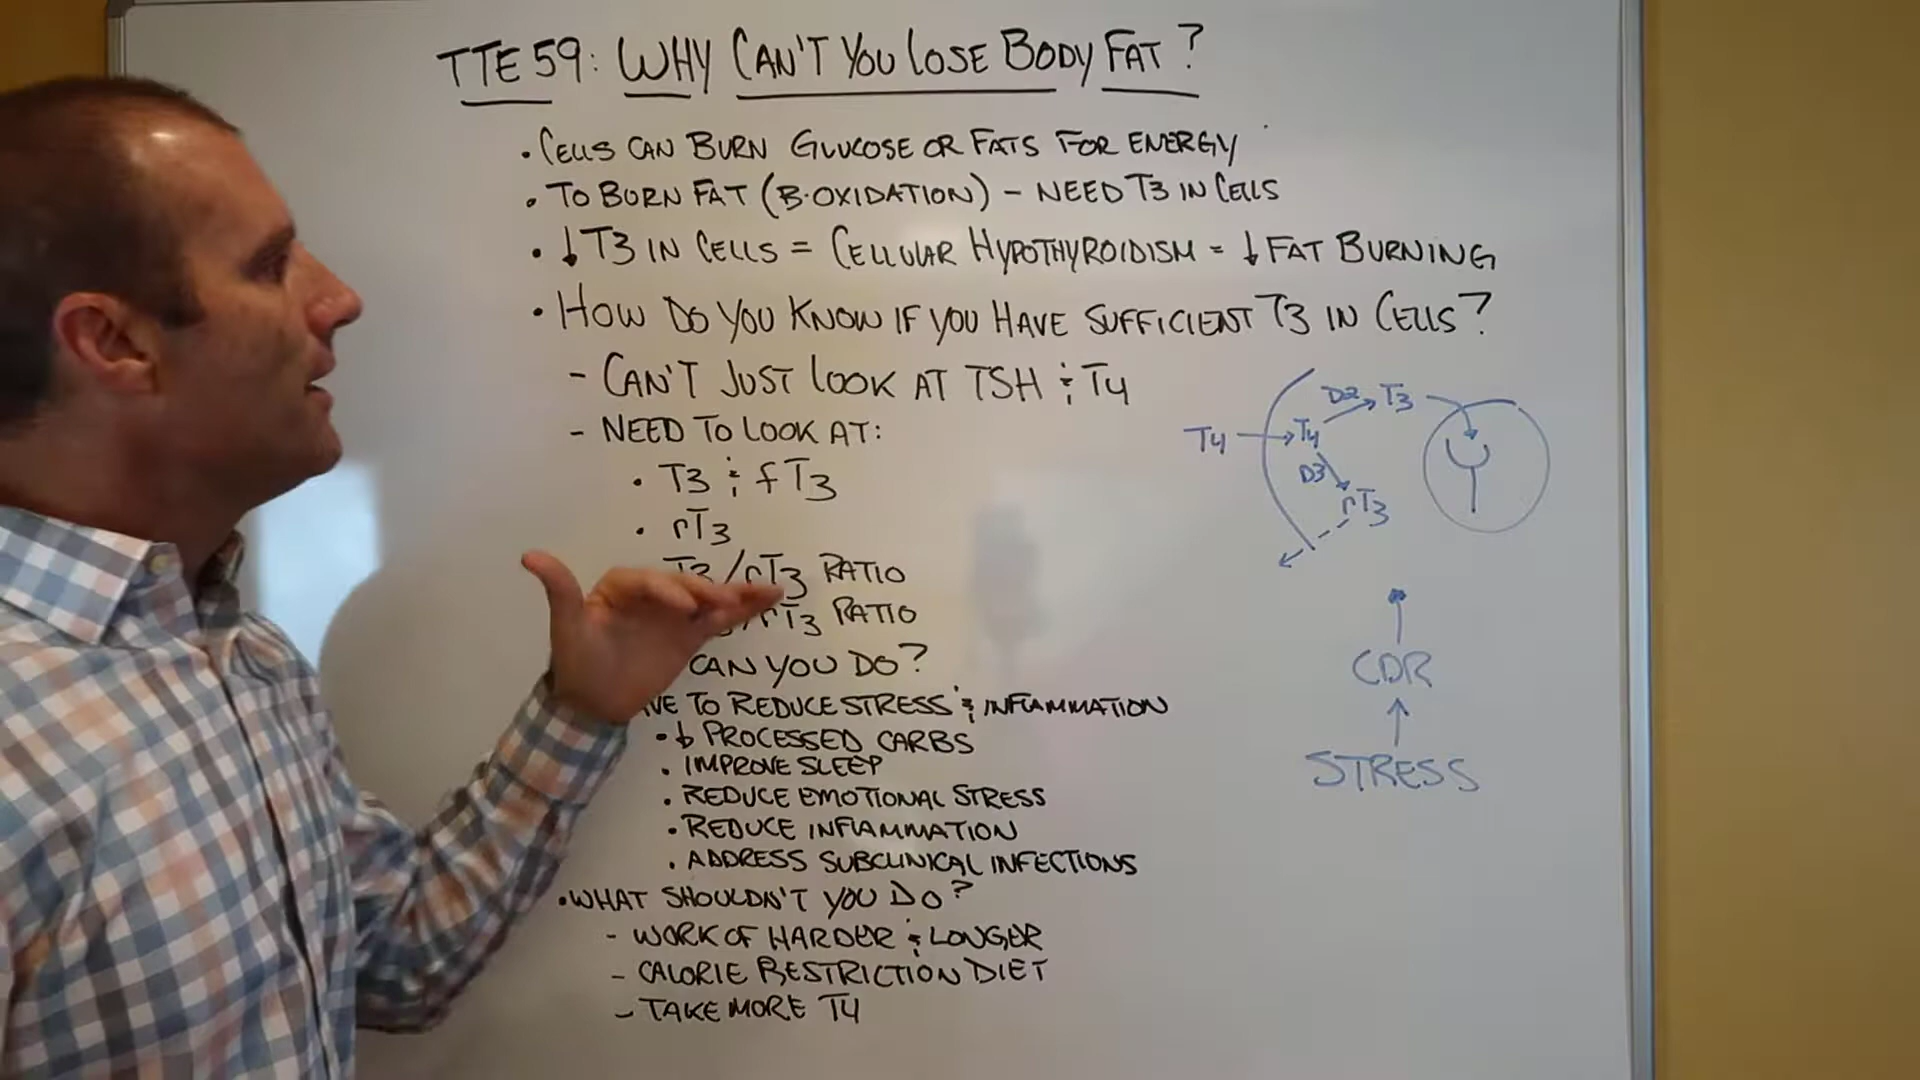 TTE 59: WHY CAN'T YOU LOSE BODY FAT?
• CELLS CAN BURN GLUCOSE OR FATS FOR ENERGY
• TO BURN FAT (B-OXIDATION) – NEED T3 IN CELLS
• ↓ T3 IN CELLS = CELLULAR HYPOTHYROIDISM = ↓ FAT BURNING
• HOW DO YOU KNOW IF YOU HAVE SUFFICIENT T3 IN CELLS?
- CAN'T JUST LOOK AT TSH & T4
- NEED TO LOOK AT:
• T3 & fT3
• rT3
T3/rT3 RATIO
/rT3 RATIO
CAN YOU DO?
TO REDUCE STRESS & INFLAMMATION
• ↓ PROCESSED CARBS
• IMPROVE SLEEP
• REDUCE EMOTIONAL STRESS
• REDUCE INFLAMMATION
• ADDRESS SUBCLINICAL INFECTIONS
• WHAT SHOULDN'T YOU DO?
- WORK OF HARDER & LONGER
- CALORIE RESTRICTION DIET
- TAKE MORE T4
T4 → T4 D2 → T3
D3
rT3
CDR
STRESS